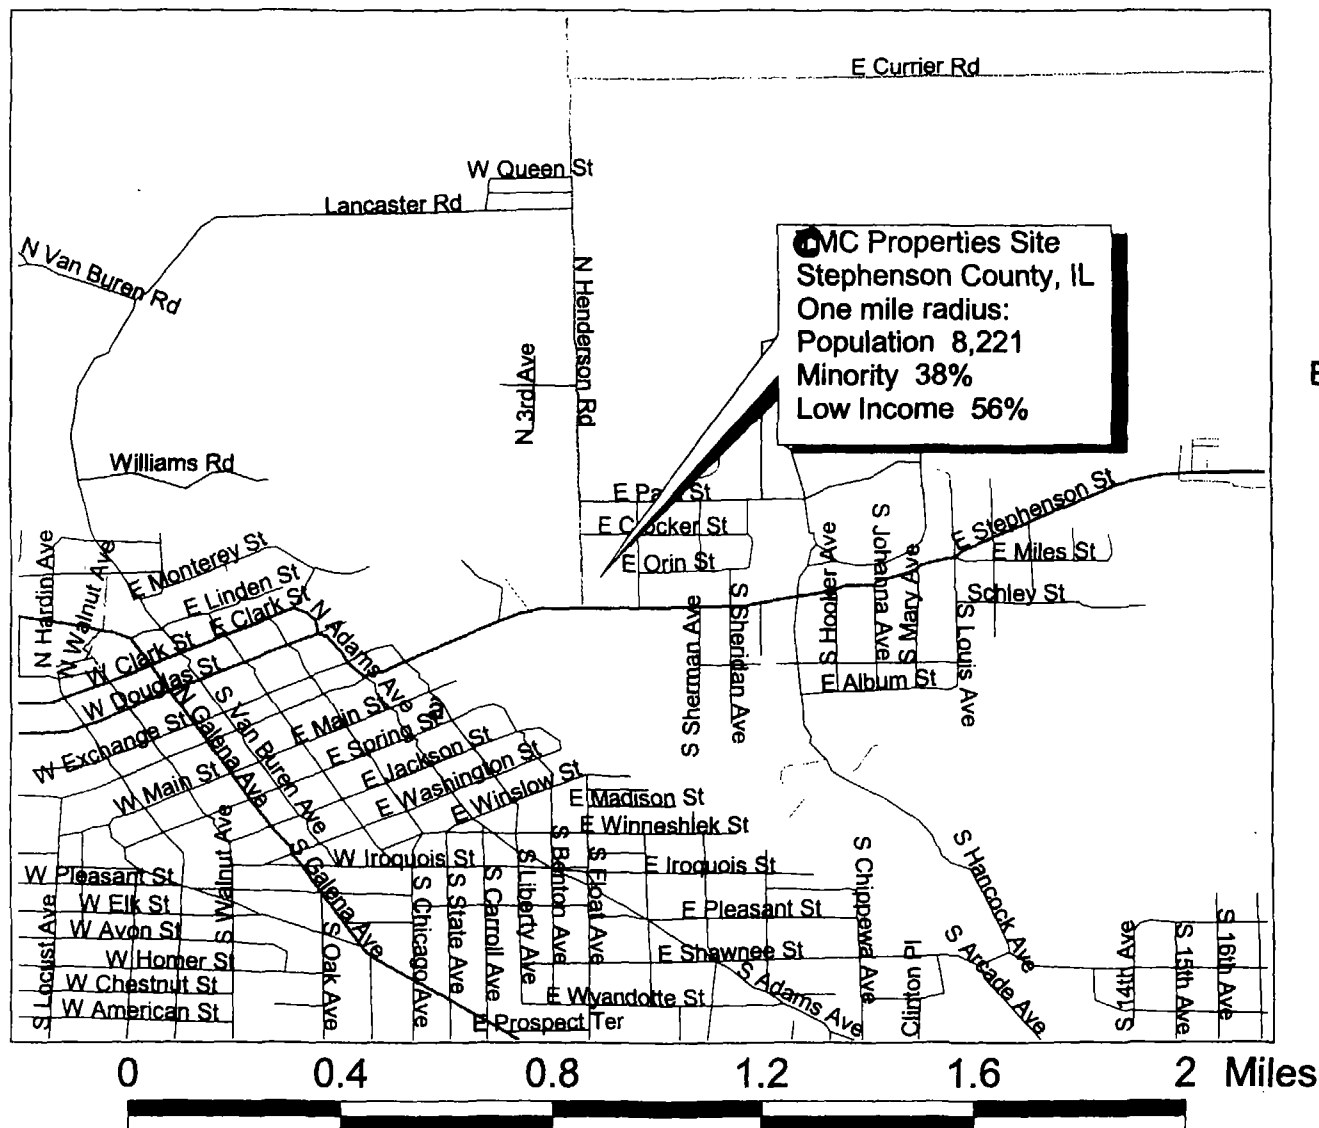 E Currier Rd
W Queen St
Lancaster Rd
N Van Buren Rd
N Henderson Rd
N 3rd Ave
CMC Properties Site
Stephenson County, IL
One mile radius:
Population 8,221
Minority 38%
Low Income 56%
E
Williams Rd
E Park St
E Crocker St
E Orin St
E Stephenson St
E Miles St
Schley St
S Johanna Ave
S Hooker Ave
S Mary Ave
S Louis Ave
S Sherman Ave
S Sheridan Ave
E Album St
N Hardin Ave
N Walnut Ave
E Monterey St
E Linden St
E Clark St
W Clark St
N Adams Ave
W Douglas St
N Galena Ave
S Van Buren Ave
W Exchange St
E Main St
E Spring St
W Main St
E Jackson St
E Washington St
E Winslow St
E Madison St
E Winneshiek St
S Walnut Ave
S Galena Ave
W Iroquois St
E Iroquois St
W Pleasant St
W Elk St
W Avon St
W Homer St
W Chestnut St
W American St
S Locust Ave
S Oak Ave
S Chicago Ave
S State Ave
S Carroll Ave
S Liberty Ave
S Benton Ave
S Float Ave
E Pleasant St
E Shawnee St
E Wyandotte St
E Prospect Ter
S Adams Ave
S Chippewa Ave
Clinton Pl
S Hancock Ave
S Arcade Ave
S 14th Ave
S 15th Ave
S 16th Ave
0 0.4 0.8 1.2 1.6 2 Miles